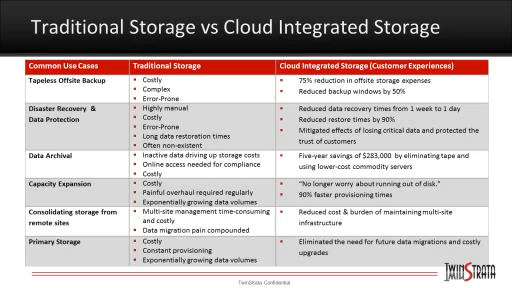 Traditional Storage vs Cloud Integrated Storage
Common Use Cases
Traditional Storage
Cloud Integrated Storage (Customer Experiences)
Tapeless Offsite Backup
Costly
Complex
Error-Prone
75% reduction in offsite storage expenses
Reduced backup windows by 50%
Disaster Recovery &
Data Protection
Highly manual
Costly
Error-Prone
Long data restoration times
Often non-existent
Reduced data recovery times from 1 week to 1 day
Reduced restore times by 90%
Mitigated effects of losing critical data and protected the
trust of customers
Data Archival
Inactive data driving up storage costs
Online access needed for compliance
Costly
Five-year savings of $283,000 by eliminating tape and
using lower-cost commodity servers
Capacity Expansion
Costly
Painful overhaul required regularly
Exponentially growing data volumes
"No longer worry about running out of disk."
90% faster provisioning times
Consolidating storage from
remote sites
Multi-site management time-consuming
and costly
Data migration pain compounded
Reduced cost & burden of maintaining multi-site
infrastructure
Primary Storage
Costly
Constant provisioning
Exponentially growing data volumes
Eliminated the need for future data migrations and costly
upgrades
TwinStrata
TwinStrata Confidential